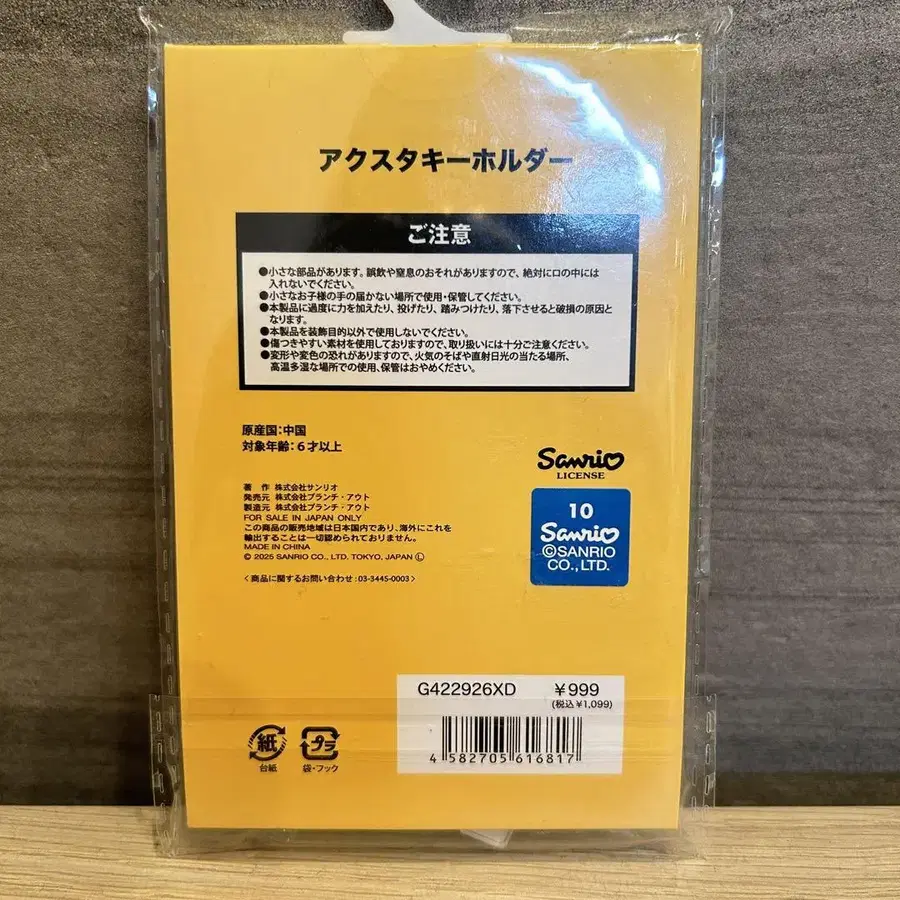 アクスタキーホルダー
ご注意
●小さな部品があります。誤飲や窒息のおそれがありますので、絶対に口の中には
入れないでください。
●小さなお子様の手の届かない場所で使用・保管してください。
●本製品に過度に力を加えたり、投げたり、踏みつけたり、落下させると破損の原因と
なります。
●本製品を装飾目的以外で使用しないでください。
●傷つきやすい素材を使用しておりますので、取り扱いには十分ご注意ください。
●変形や変色の恐れがありますので、火気のそばや直射日光の当たる場所、
高温多湿な場所での使用、保管はおやめください。
原産国：中国
対象年齢：6才以上
著 作 株式会社サンリオ
発売元 株式会社ブランチ・アウト
製造元 株式会社ブランチ・アウト
FOR SALE IN JAPAN ONLY
この商品の販売地域は日本国内であり、海外にこれを
輸出することは一切認められておりません。
MADE IN CHINA
© 2025 SANRIO CO., LTD. TOKYO, JAPAN Ⓛ
〈商品に関するお問い合わせ：03-3445-0003〉
Sanrio
LICENSE
10
Sanrio
©SANRIO
CO.,LTD.
G422926XD ￥999
(税込￥1,099)
4 582705 616817
紙
台紙
プラ
袋・フック